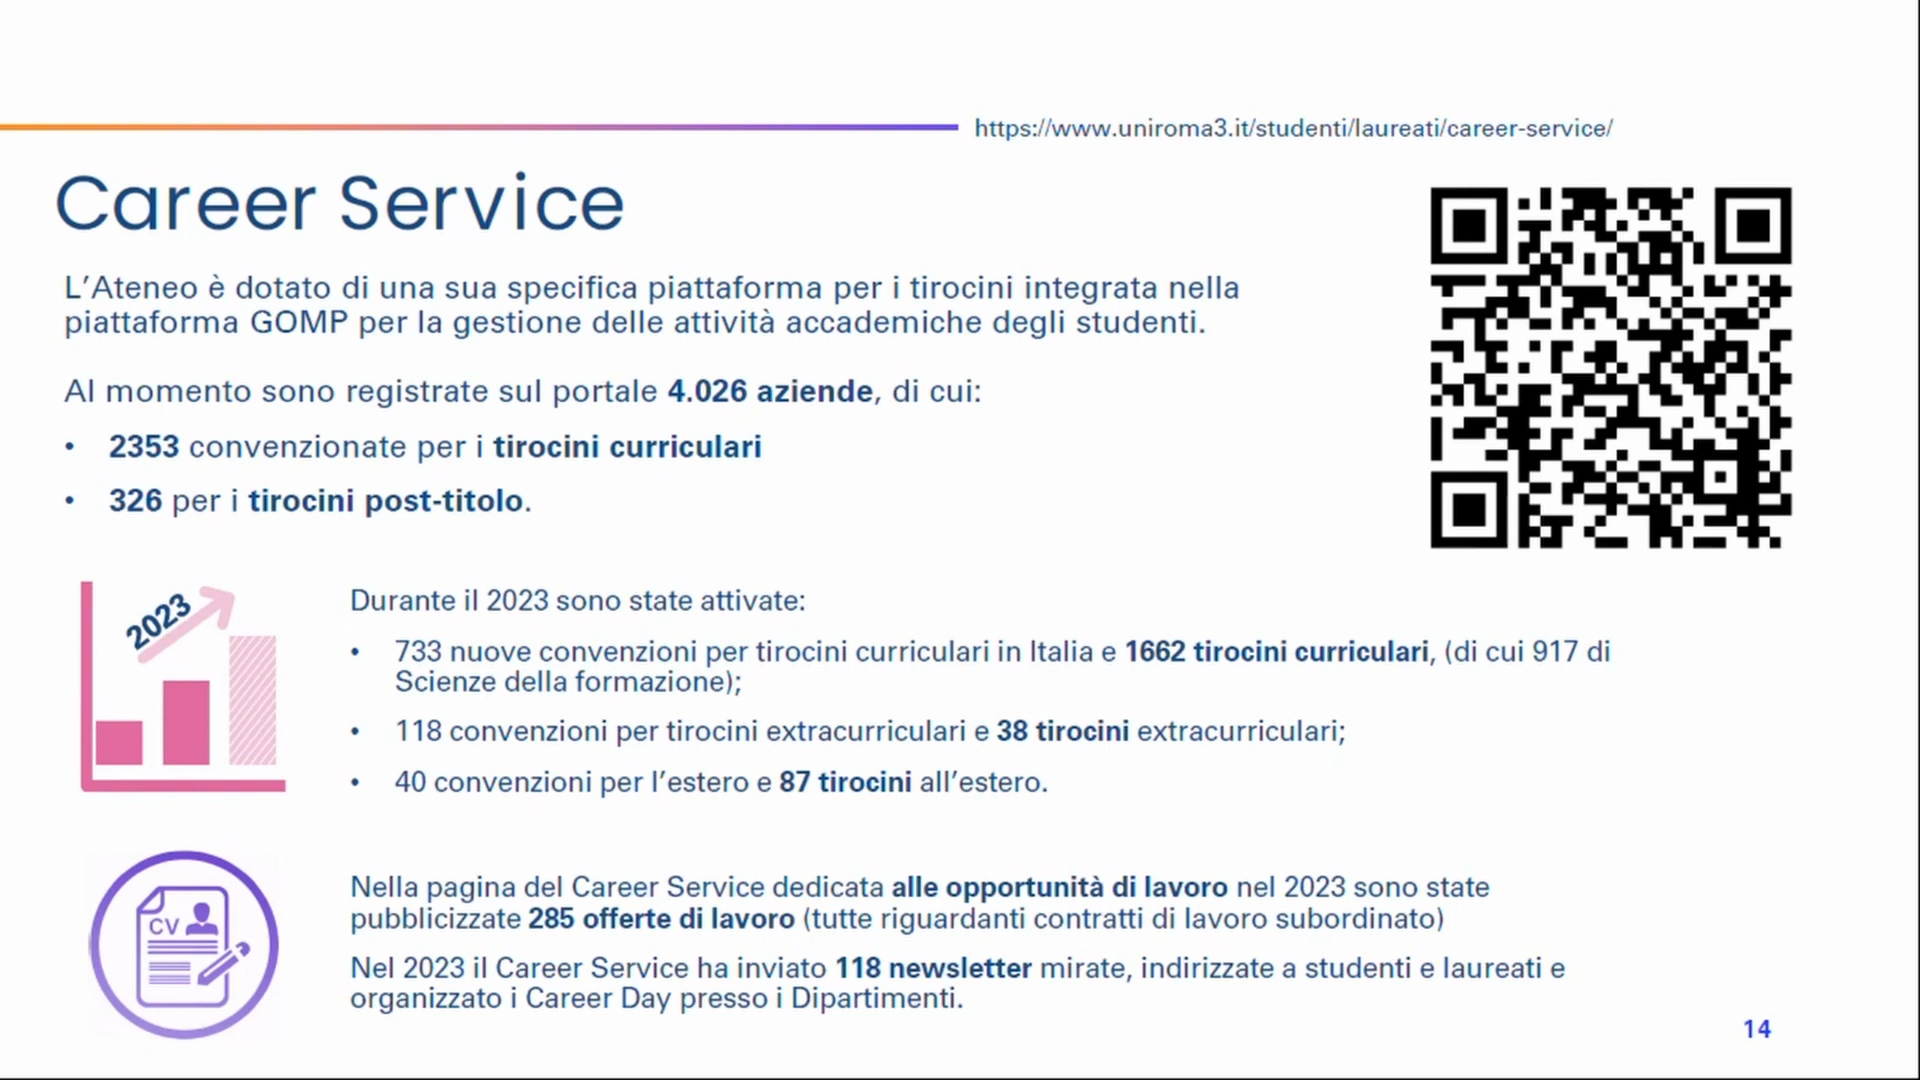 https://www.uniroma3.it/studenti/laureati/career-service/
Career Service
L’Ateneo è dotato di una sua specifica piattaforma per i tirocini integrata nella
piattaforma GOMP per la gestione delle attività accademiche degli studenti.
Al momento sono registrate sul portale 4.026 aziende, di cui:
• 2353 convenzionate per i tirocini curriculari
• 326 per i tirocini post-titolo.
2023
Durante il 2023 sono state attivate:
• 733 nuove convenzioni per tirocini curriculari in Italia e 1662 tirocini curriculari, (di cui 917 di
Scienze della formazione);
• 118 convenzioni per tirocini extracurriculari e 38 tirocini extracurriculari;
• 40 convenzioni per l’estero e 87 tirocini all’estero.
CV
Nella pagina del Career Service dedicata alle opportunità di lavoro nel 2023 sono state
pubblicizzate 285 offerte di lavoro (tutte riguardanti contratti di lavoro subordinato)
Nel 2023 il Career Service ha inviato 118 newsletter mirate, indirizzate a studenti e laureati e
organizzato i Career Day presso i Dipartimenti.
14